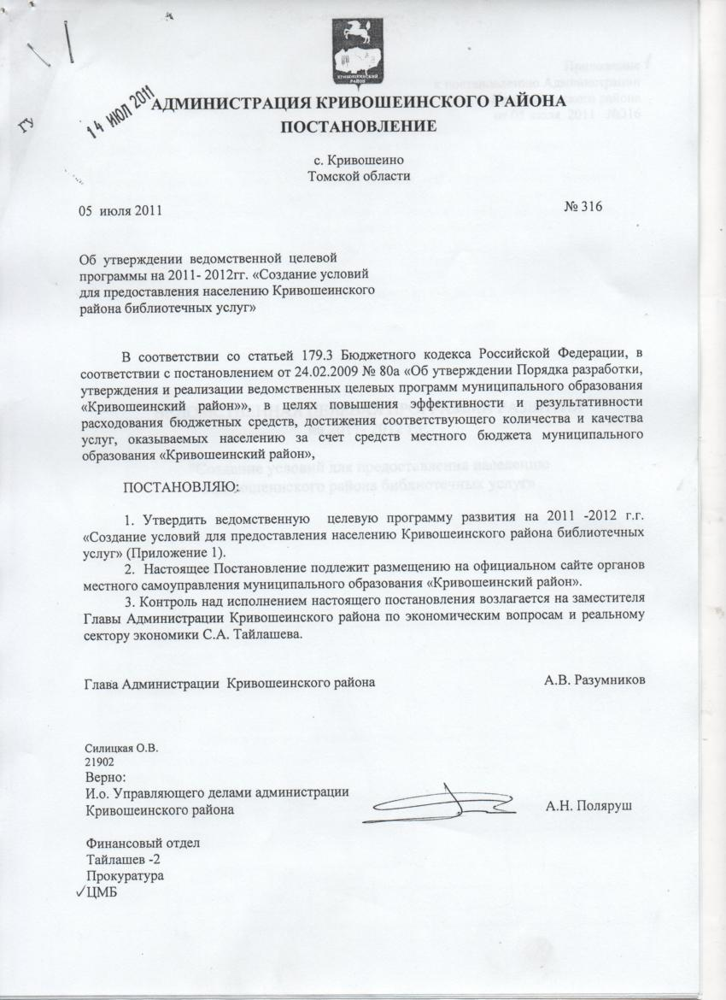 КРИВОШЕИНСКИЙ
РАЙОН
14 ИЮЛ 2011
ГУ
АДМИНИСТРАЦИЯ КРИВОШЕИНСКОГО РАЙОНА
ПОСТАНОВЛЕНИЕ
с. Кривошеино
Томской области
05 июля 2011 № 316
Об утверждении ведомственной целевой
программы на 2011- 2012гг. «Создание условий
для предоставления населению Кривошеинского
района библиотечных услуг»
В соответствии со статьей 179.3 Бюджетного кодекса Российской Федерации, в
соответствии с постановлением от 24.02.2009 № 80а «Об утверждении Порядка разработки,
утверждения и реализации ведомственных целевых программ муниципального образования
«Кривошеинский район»», в целях повышения эффективности и результативности
расходования бюджетных средств, достижения соответствующего количества и качества
услуг, оказываемых населению за счет средств местного бюджета муниципального
образования «Кривошеинский район»,
ПОСТАНОВЛЯЮ:
1. Утвердить ведомственную целевую программу развития на 2011 -2012 г.г.
«Создание условий для предоставления населению Кривошеинского района библиотечных
услуг» (Приложение 1).
2. Настоящее Постановление подлежит размещению на официальном сайте органов
местного самоуправления муниципального образования «Кривошеинский район».
3. Контроль над исполнением настоящего постановления возлагается на заместителя
Главы Администрации Кривошеинского района по экономическим вопросам и реальному
сектору экономики С.А. Тайлашева.
Глава Администрации Кривошеинского района А.В. Разумников
Силицкая О.В.
21902
Верно:
И.о. Управляющего делами администрации
Кривошеинского района А.Н. Поляруш
Финансовый отдел
Тайлашев -2
Прокуратура
✓ЦМБ